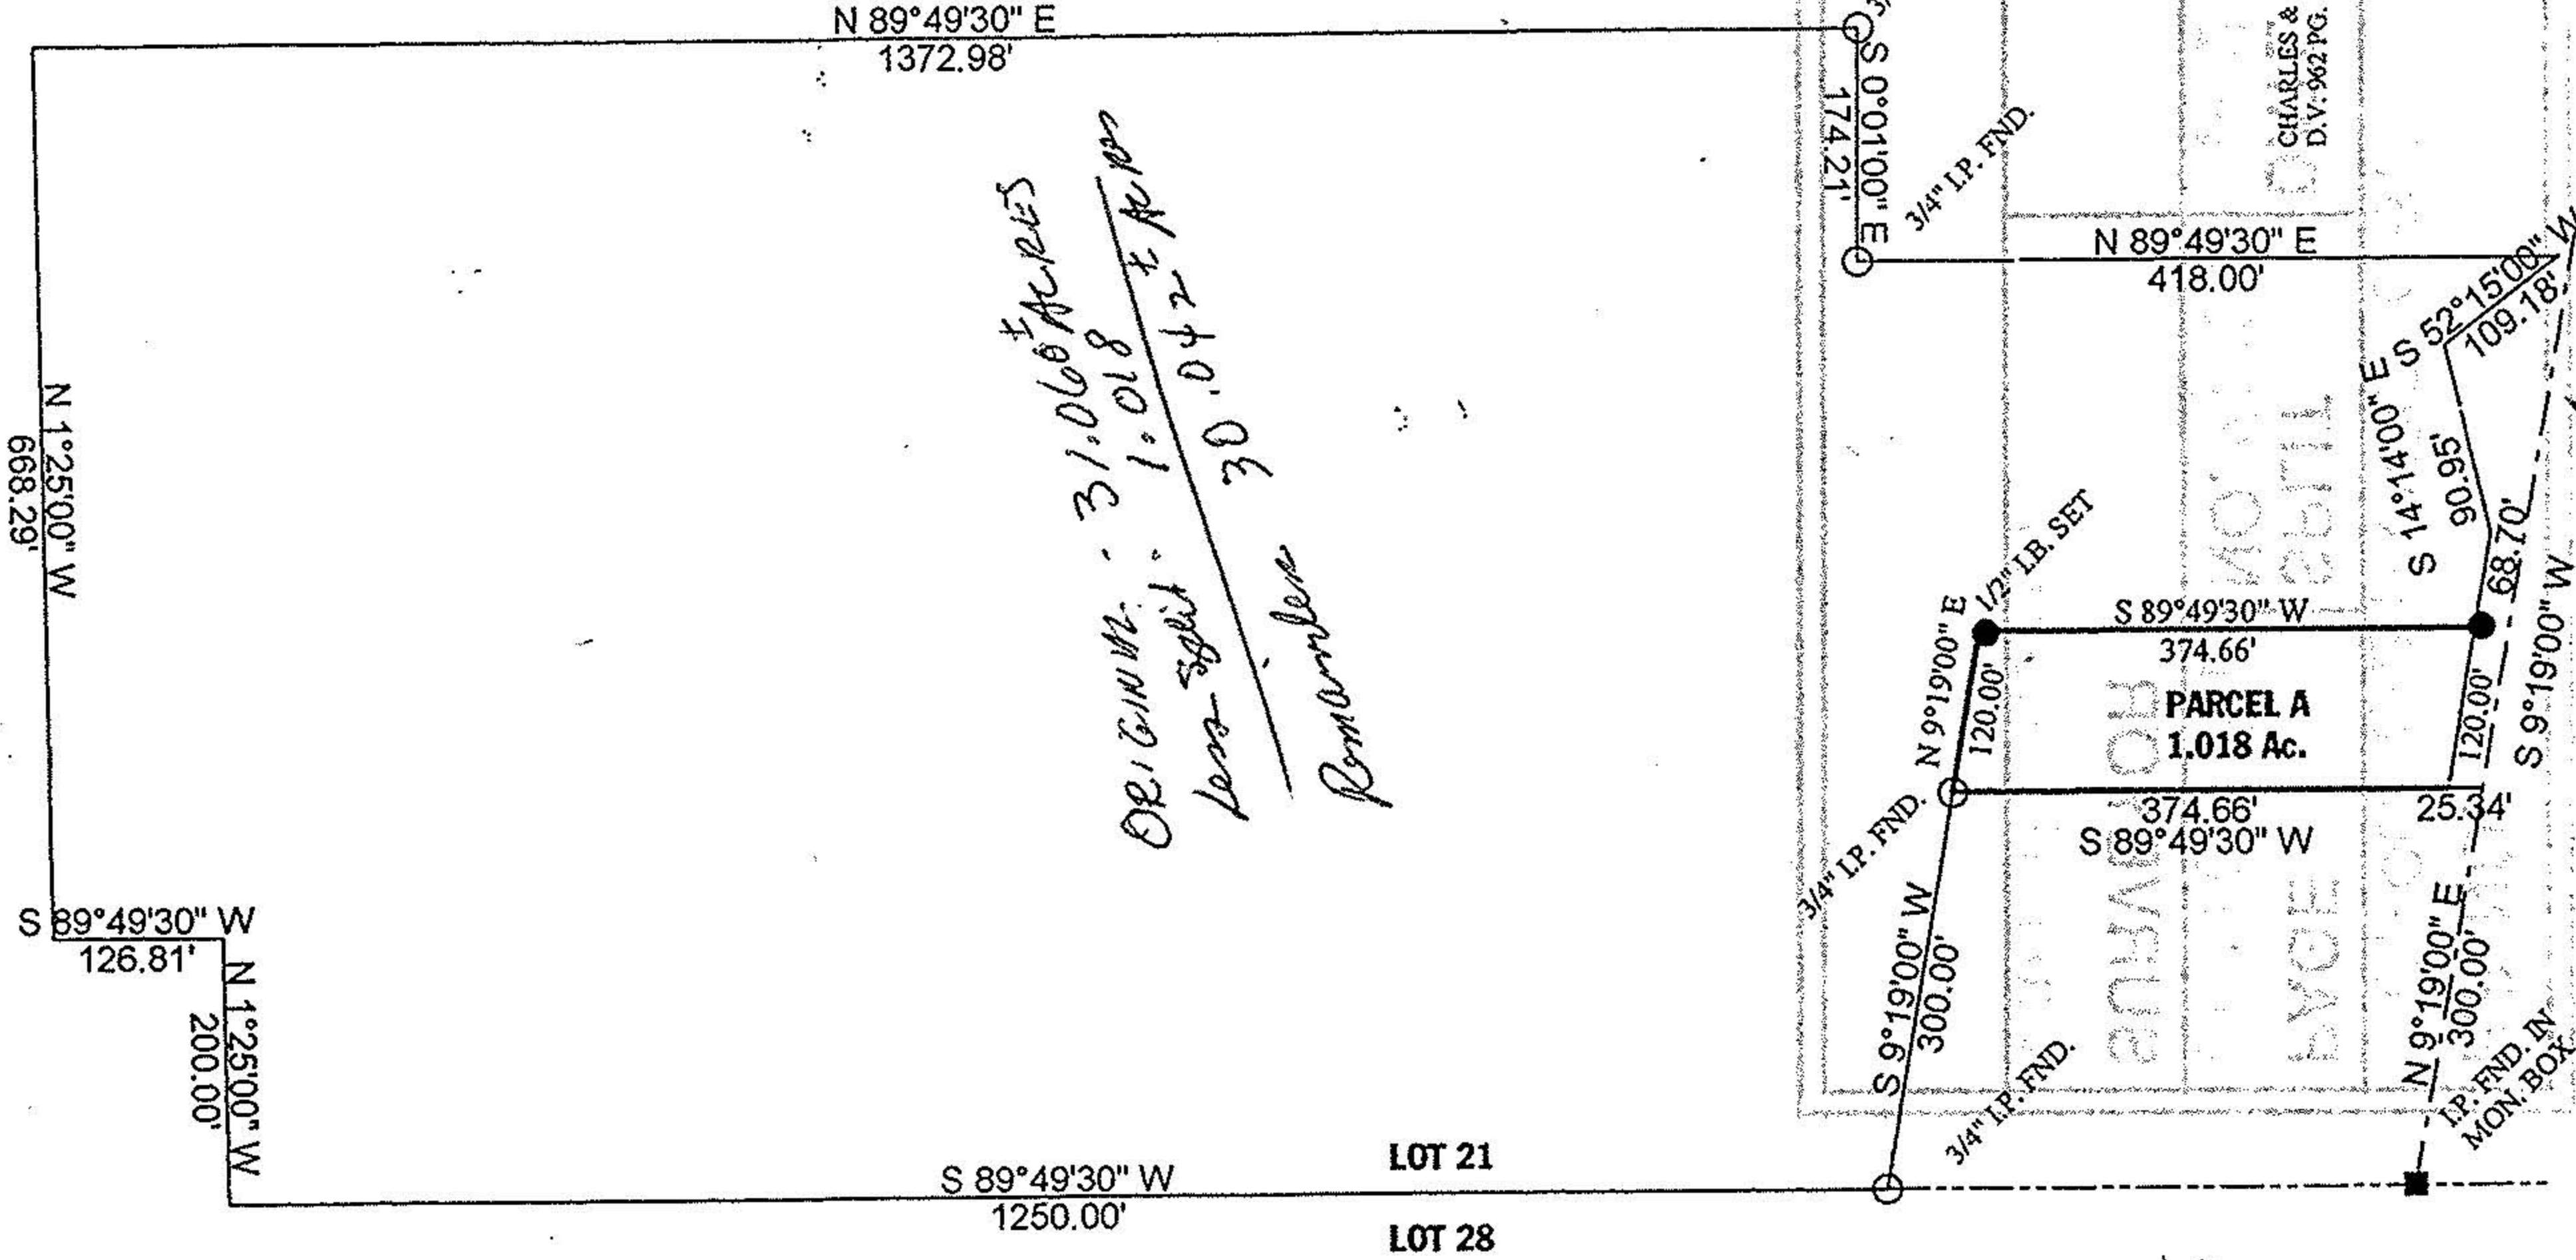 N 89°49'30" E
1372.98'
S 0°01'00" E
174.21'
3/4" I.P. FND.
CHARLES &
D.V. 962 PG.
N 89°49'30" E
418.00'
S 52°15'00" W
109.18'
S 14°14'00" E
90.95'
68.70'
S 9°19'00" W
N 1°25'00" W
668.29'
ORIGINAL - 31.060± ACRES
Less Split - 1.018
30.042± Acres
Remainder
1/2" I.B. SET
S 89°49'30" W
374.66'
N 9°19'00" E
120.00'
PARCEL A
1.018 Ac.
120.00'
374.66'
25.34'
S 89°49'30" W
3/4" I.P. FND.
S 89°49'30" W
126.81'
N 1°25'00" W
200.00'
S 9°19'00" W
300.00'
3/4" I.P. FND.
N 9°19'00" E
300.00'
I.P. FND. IN
MON. BOX
LOT 21
S 89°49'30" W
1250.00'
LOT 28
SPLIT
NO.
FOR
SURVEYS
PAGE